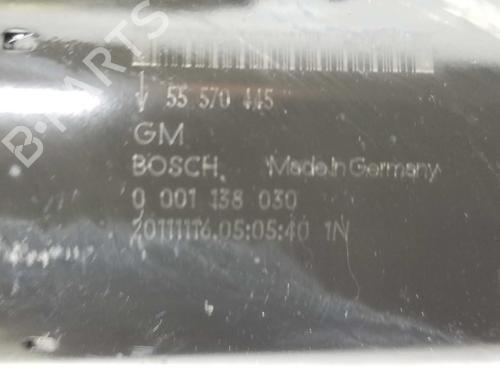 55 570 445
GM
BOSCH. Made in Germany
0 001 138 030
20111116.05:05:40 1N
B-PARTS